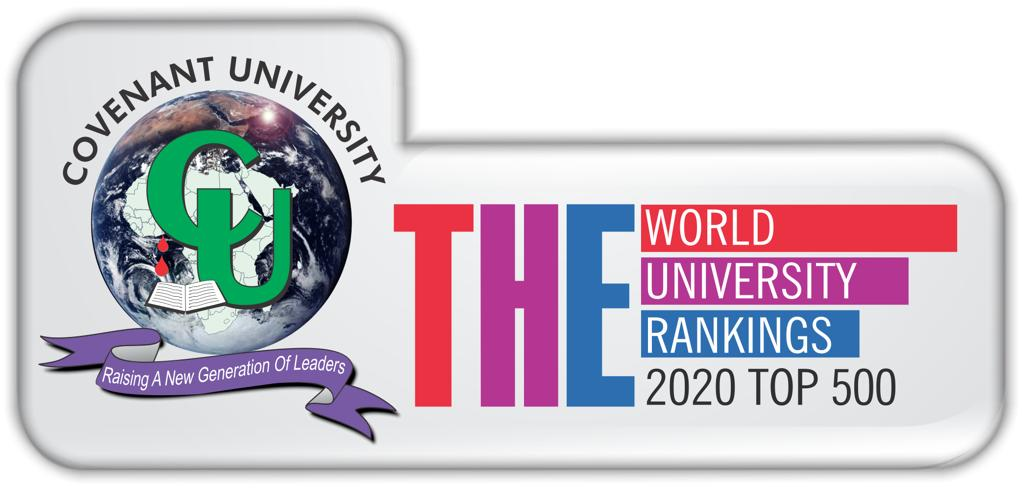 COVENANT UNIVERSITY
CU
Raising A New Generation Of Leaders
THE
WORLD
UNIVERSITY
RANKINGS
2020 TOP 500